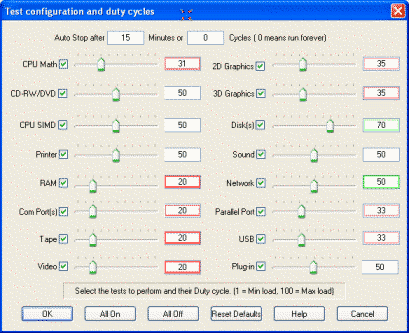 Test configuration and duty cycles
Auto Stop after 15 Minutes or 0 Cycles ( 0 means run forever)
CPU Math 31 2D Graphics 35
CD-RW/DVD 50 3D Graphics 35
CPU SIMD 50 Disk(s) 70
Printer 50 Sound 50
RAM 20 Network 50
Com Port(s) 20 Parallel Port 33
Tape 20 USB 33
Video 20 Plug-in 50
Select the tests to perform and their Duty cycle. (1 = Min load, 100 = Max load)
OK All On All Off Reset Defaults Help Cancel